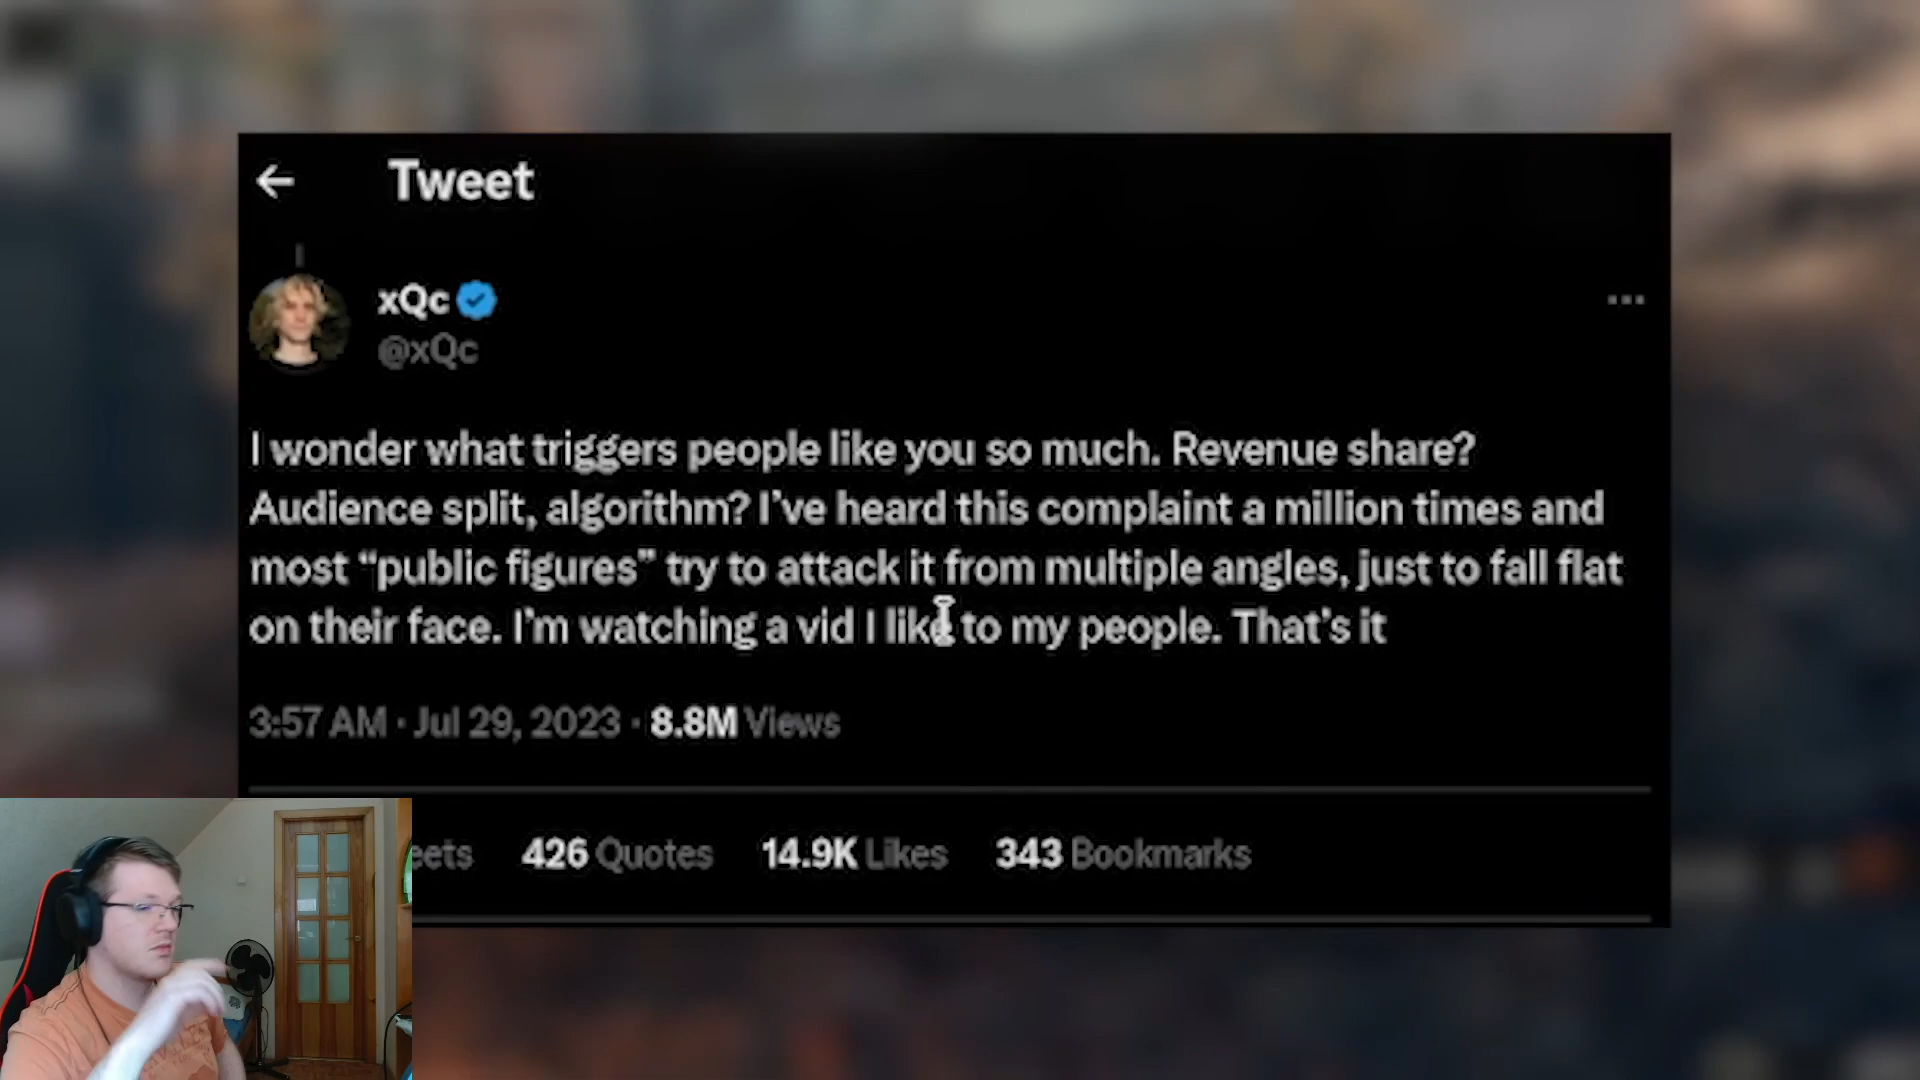 Tweet
xQc
@xQc
I wonder what triggers people like you so much. Revenue share?
Audience split, algorithm? I've heard this complaint a million times and
most “public figures” try to attack it from multiple angles, just to fall flat
on their face. I'm watching a vid I like to my people. That's it
3:57 AM · Jul 29, 2023 · 8.8M Views
eets 426 Quotes 14.9K Likes 343 Bookmarks